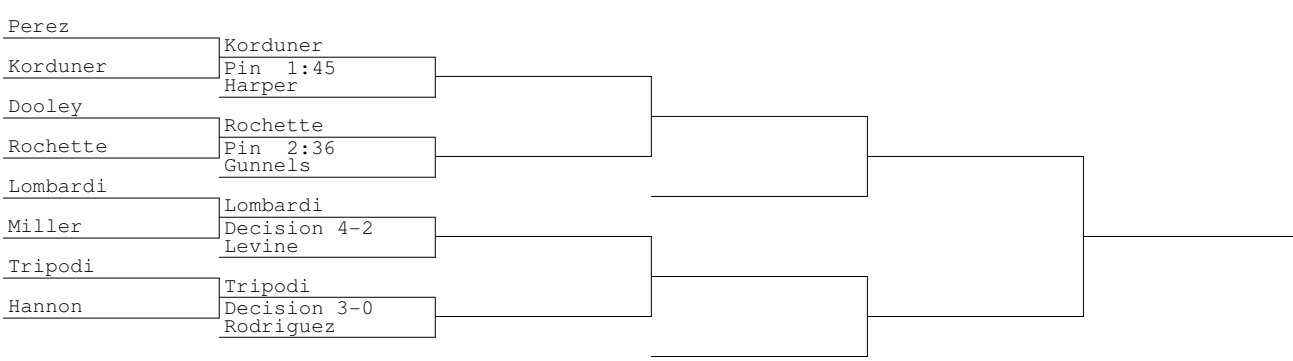 Perez
Korduner
Korduner
Pin 1:45
Harper
Dooley
Rochette
Rochette
Pin 2:36
Gunnels
Lombardi
Lombardi
Miller
Decision 4-2
Levine
Tripodi
Tripodi
Hannon
Decision 3-0
Rodriguez